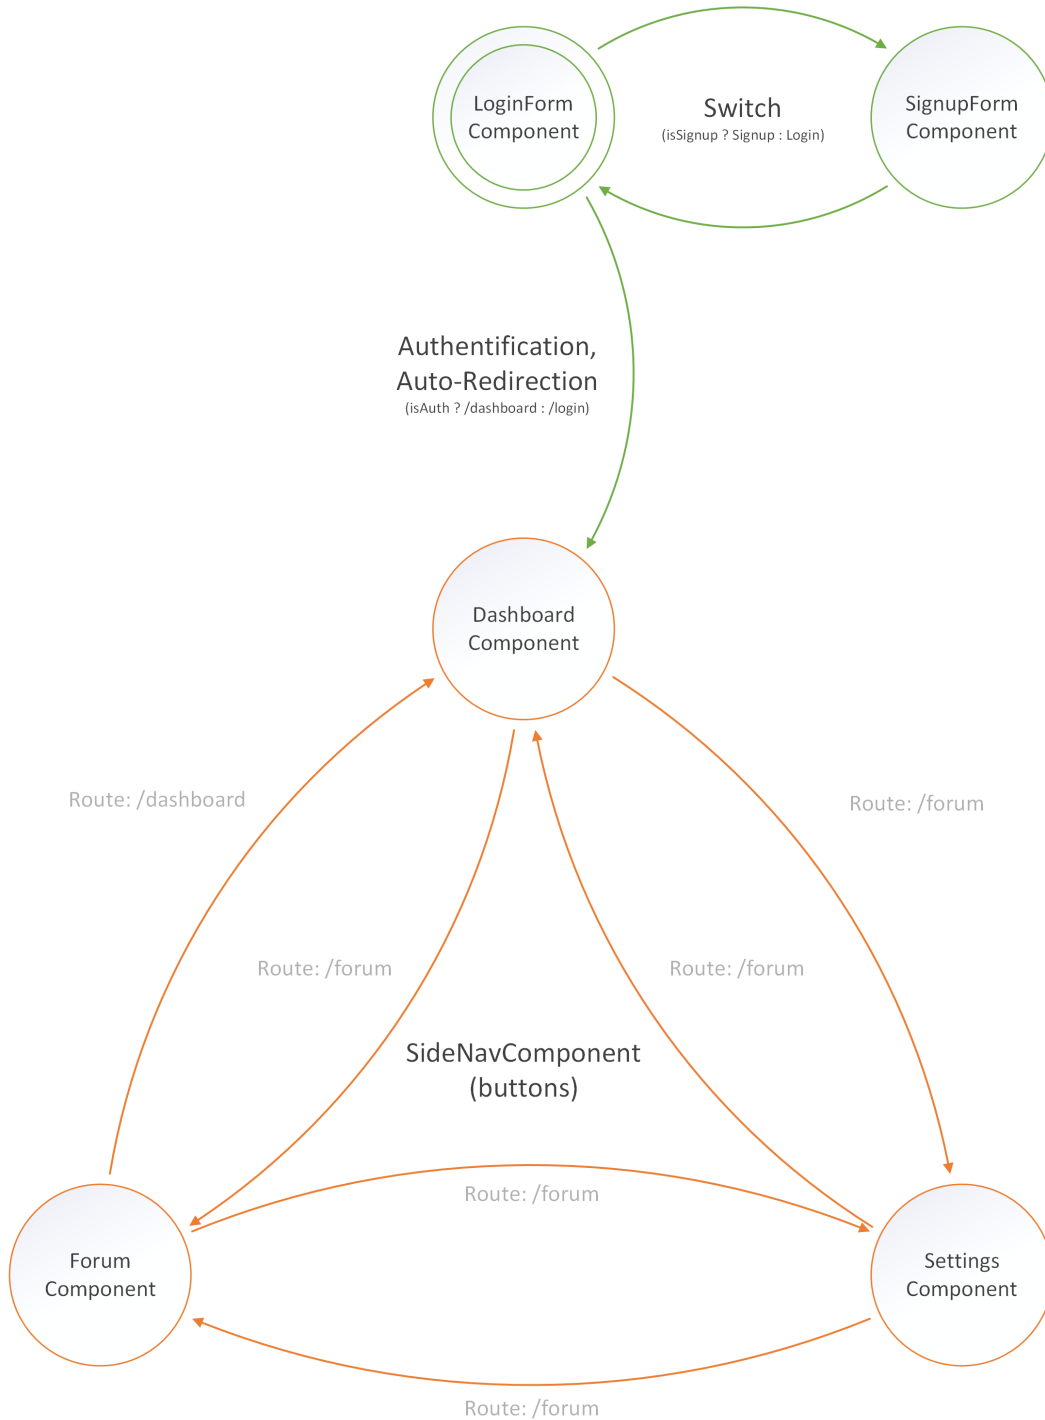 LoginForm
Component
Switch
(isSignup ? Signup : Login)
SignupForm
Component
Authentification,
Auto-Redirection
(isAuth ? /dashboard : /login)
Dashboard
Component
Route: /dashboard
Route: /forum
Route: /forum
Route: /forum
SideNavComponent
(buttons)
Route: /forum
Forum
Component
Settings
Component
Route: /forum